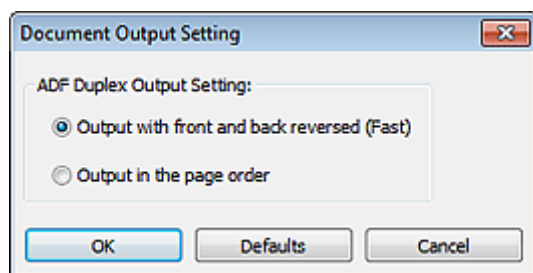 Document Output Setting
ADF Duplex Output Setting:
Output with front and back reversed (Fast)
Output in the page order
OK Defaults Cancel